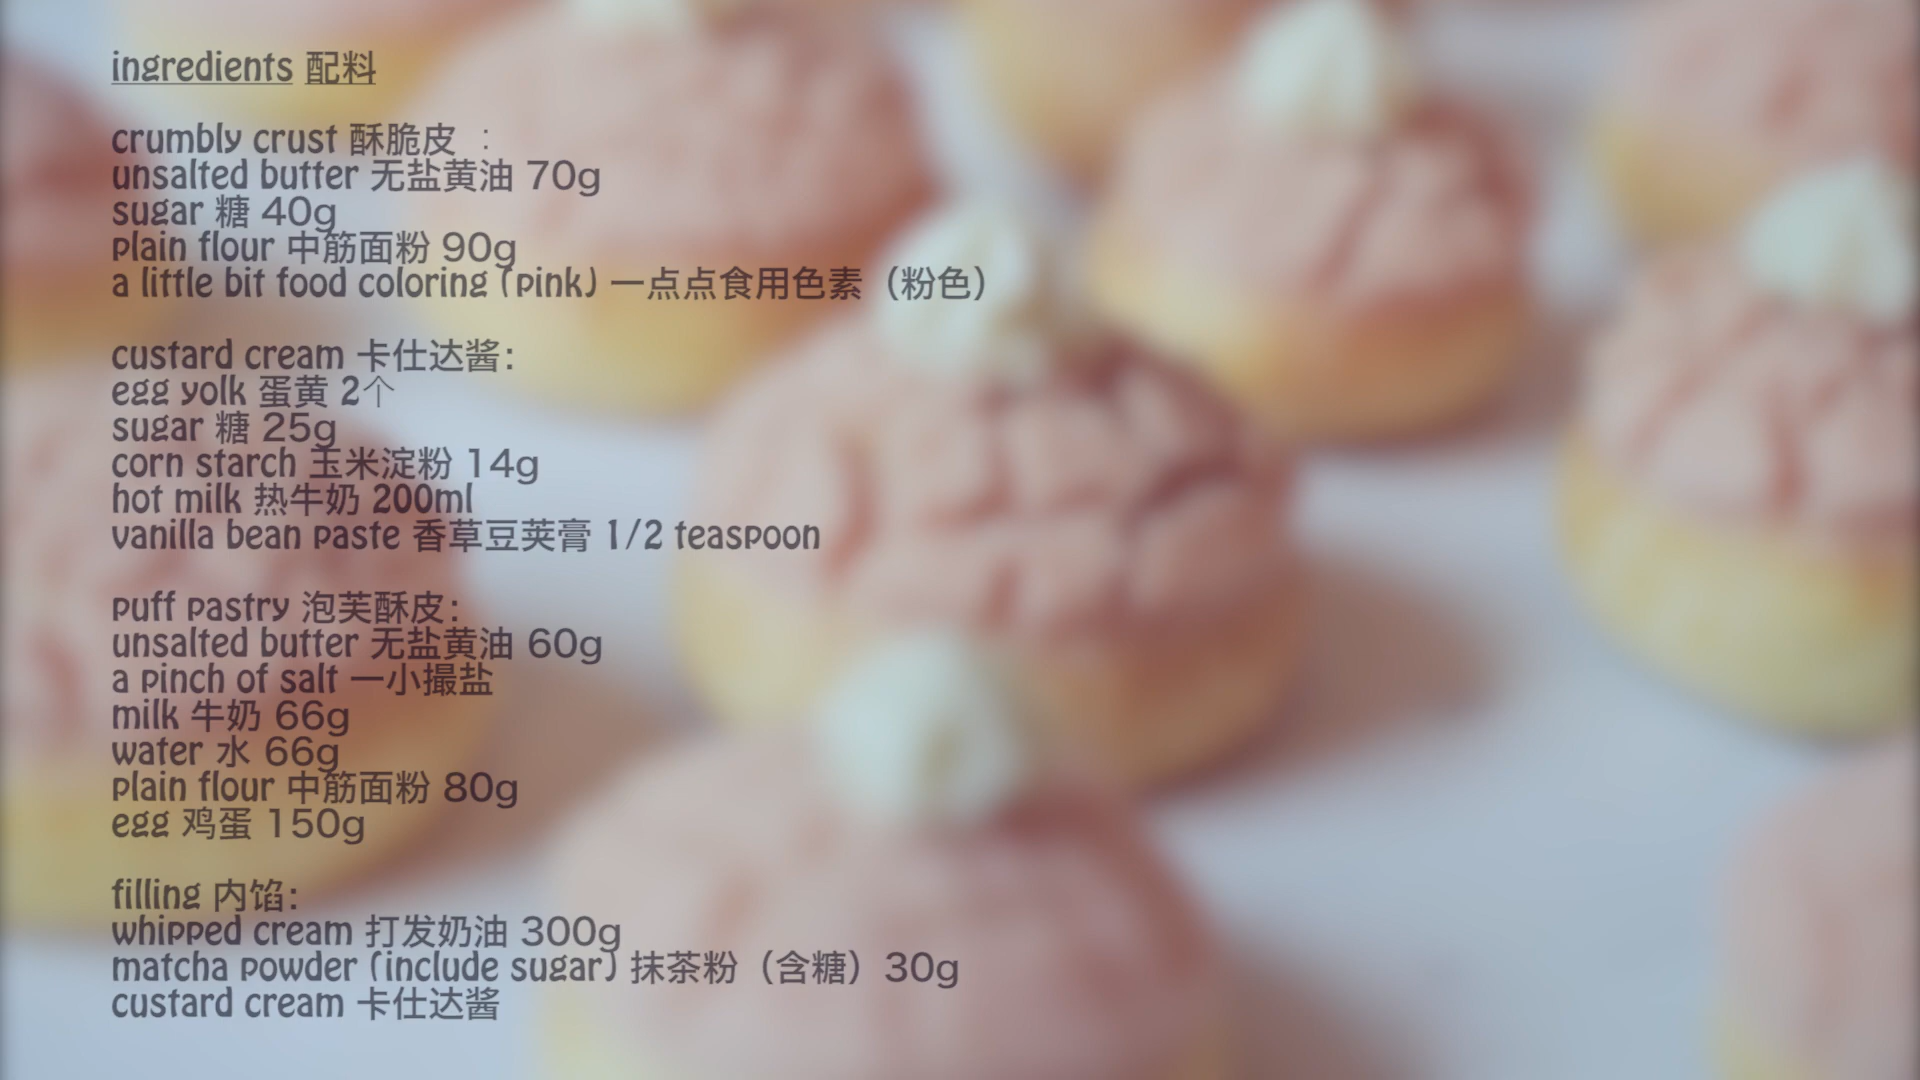 ingredients 配料
crumbly crust 酥脆皮 ：
unsalted butter 无盐黄油 70g
sugar 糖 40g
plain flour 中筋面粉 90g
a little bit food coloring (pink) 一点点食用色素（粉色）
custard cream 卡仕达酱：
egg yolk 蛋黄 2个
sugar 糖 25g
corn starch 玉米淀粉 14g
hot milk 热牛奶 200ml
vanilla bean paste 香草豆荚膏 1/2 teaspoon
puff pastry 泡芙酥皮：
unsalted butter 无盐黄油 60g
a pinch of salt 一小撮盐
milk 牛奶 66g
water 水 66g
plain flour 中筋面粉 80g
egg 鸡蛋 150g
filling 内馅：
whipped cream 打发奶油 300g
matcha powder (include sugar) 抹茶粉（含糖）30g
custard cream 卡仕达酱